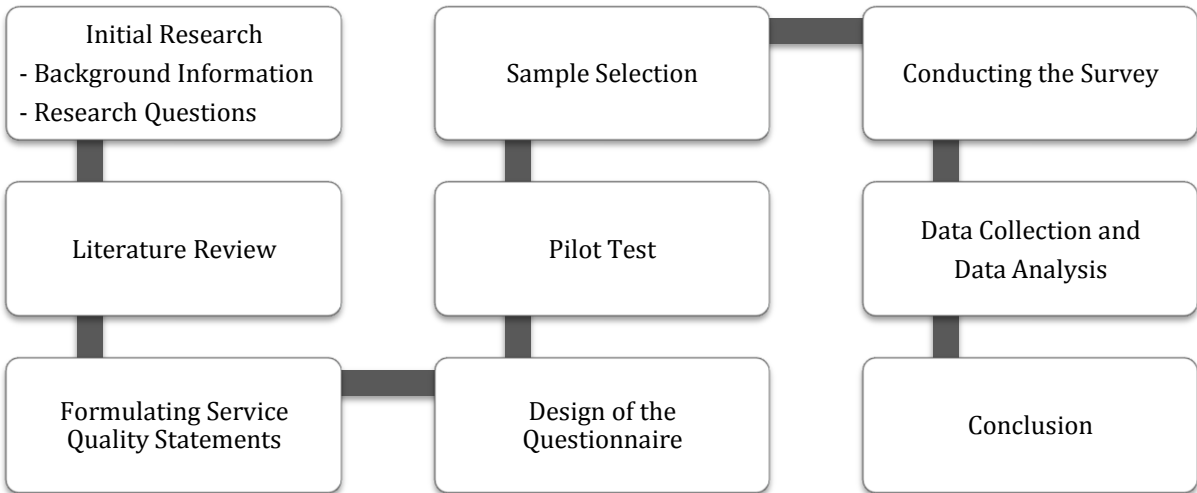 Initial Research
- Background Information
- Research Questions
Literature Review
Formulating Service
Quality Statements
Design of the
Questionnaire
Pilot Test
Sample Selection
Conducting the Survey
Data Collection and
Data Analysis
Conclusion